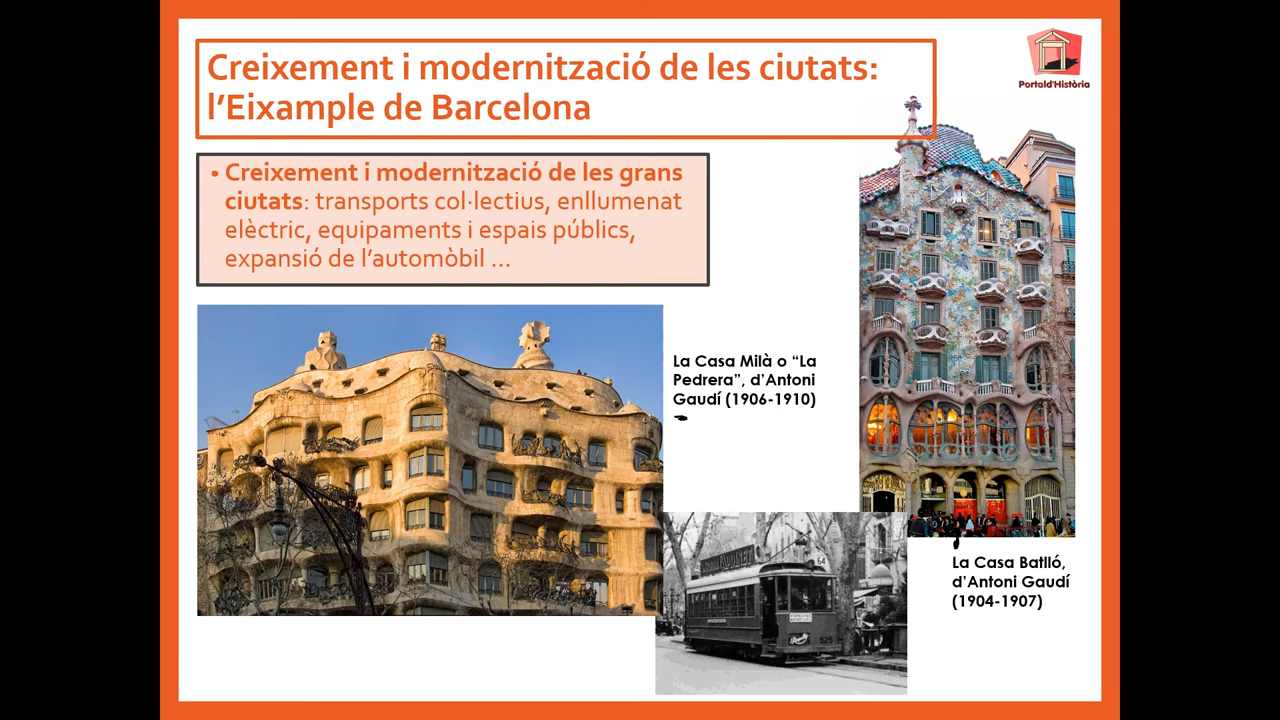 Creixement i modernització de les ciutats:
l’Eixample de Barcelona
Portald'Història
• Creixement i modernització de les grans
ciutats: transports col·lectius, enllumenat
elèctric, equipaments i espais públics,
expansió de l’automòbil ...
La Casa Milà o “La
Pedrera”, d’Antoni
Gaudí (1906-1910)
64
525
La Casa Batlló,
d’Antoni Gaudí
(1904-1907)